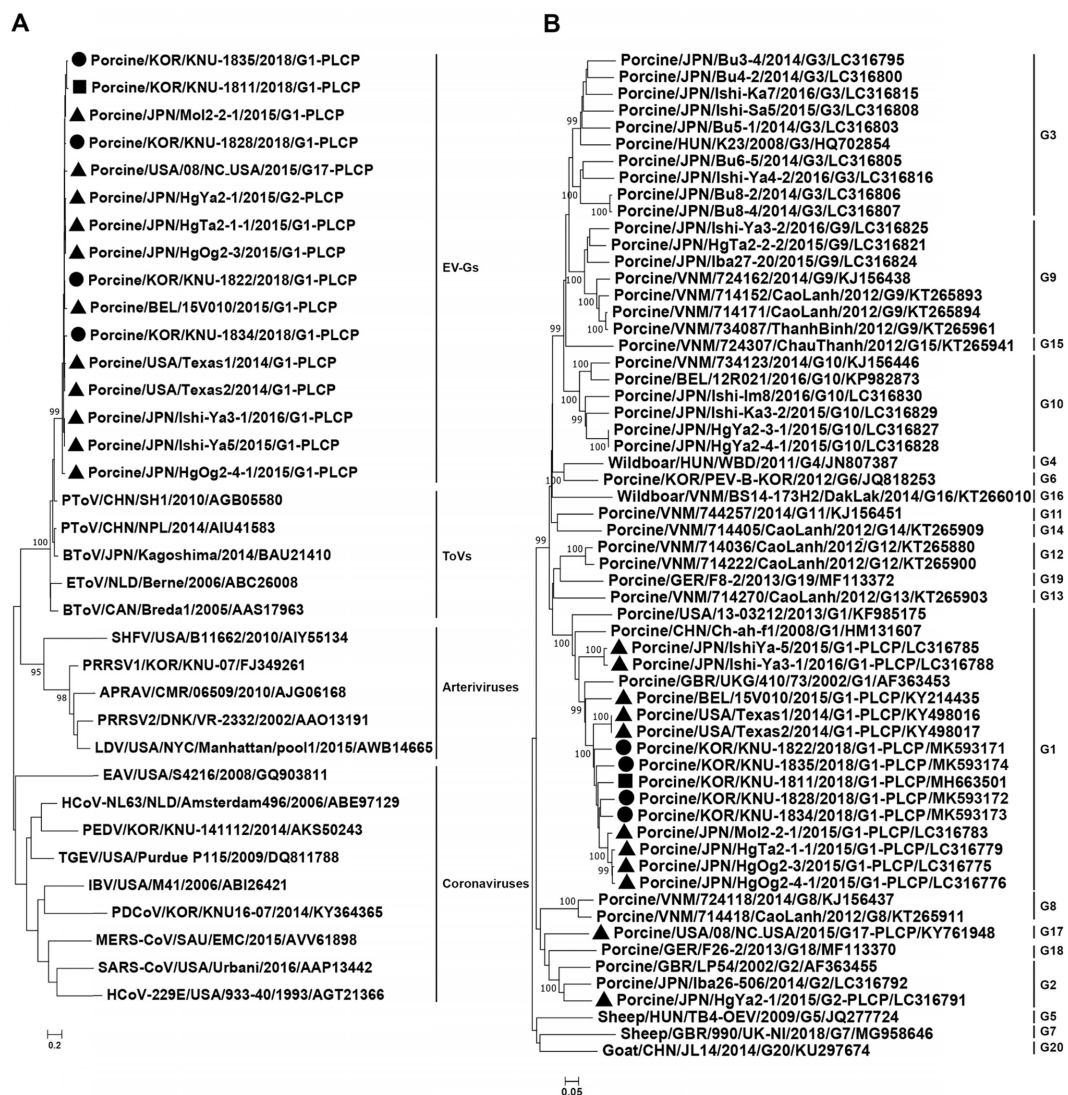 A
Porcine/KOR/KNU-1835/2018/G1-PLCP
Porcine/KOR/KNU-1811/2018/G1-PLCP
Porcine/JPN/MoI2-2-1/2015/G1-PLCP
Porcine/KOR/KNU-1828/2018/G1-PLCP
Porcine/USA/08/NC_USA/2015/G17-PLCP
Porcine/JPN/HgYa2-1/2015/G2-PLCP
Porcine/JPN/HgTa2-1-1/2015/G1-PLCP
Porcine/JPN/HgOg2-3/2015/G1-PLCP
Porcine/KOR/KNU-1822/2018/G1-PLCP
Porcine/BEL/15V010/2015/G1-PLCP
Porcine/KOR/KNU-1834/2018/G1-PLCP
Porcine/USA/Texas1/2014/G1-PLCP
Porcine/USA/Texas2/2014/G1-PLCP
Porcine/JPN/Ishi-Ya3-1/2016/G1-PLCP
Porcine/JPN/Ishi-Ya5/2015/G1-PLCP
Porcine/JPN/HgOg2-4-1/2015/G1-PLCP
EV-Gs
99
PToV/CHN/SH1/2010/AGB05580
PToV/CHN/NPL/2014/AIU41583
BToV/JPN/Kagoshima/2014/BAU21410
EToV/NLD/Berne/2006/ABC26008
BToV/CAN/Breda1/2005/AAS17963
ToVs
100
SHFV/USA/B11662/2010/AIY55134
PRRSV1/KOR/KNU-07/FJ349261
APRAV/CMR/06509/2010/AJG06168
PRRSV2/DNK/VR-2332/2002/AAO13191
LDV/USA/NYC/Manhattan/pool1/2015/AWB14665
Arteriviruses
95
98
EAV/USA/S4216/2008/GQ903811
HCoV-NL63/NLD/Amsterdam496/2006/ABE97129
PEDV/KOR/KNU-141112/2014/AKS50243
TGEV/USA/Purdue P115/2009/DQ811788
IBV/USA/M41/2006/ABI26421
PDCoV/KOR/KNU16-07/2014/KY364365
MERS-CoV/SAU/EMC/2015/AVV61898
SARS-CoV/USA/Urbani/2016/AAP13442
HCoV-229E/USA/933-40/1993/AGT21366
Coronaviruses
0.2
B
Porcine/JPN/Bu3-4/2014/G3/LC316795
Porcine/JPN/Bu4-2/2014/G3/LC316800
Porcine/JPN/Ishi-Ka7/2016/G3/LC316815
Porcine/JPN/Ishi-Sa5/2015/G3/LC316808
Porcine/JPN/Bu5-1/2014/G3/LC316803
Porcine/HUN/K23/2008/G3/HQ702854
Porcine/JPN/Bu6-5/2014/G3/LC316805
Porcine/JPN/Ishi-Ya4-2/2016/G3/LC316816
Porcine/JPN/Bu8-2/2014/G3/LC316806
Porcine/JPN/Bu8-4/2014/G3/LC316807
G3
99
100
100
Porcine/JPN/Ishi-Ya3-2/2016/G9/LC316825
Porcine/JPN/HgTa2-2-2/2015/G9/LC316821
Porcine/JPN/Iba27-20/2015/G9/LC316824
Porcine/VNM/724162/2014/G9/KJ156438
Porcine/VNM/714152/CaoLanh/2012/G9/KT265893
Porcine/VNM/714171/CaoLanh/2012/G9/KT265894
Porcine/VNM/734087/ThanhBinh/2012/G9/KT265961
G9
100
100
100
Porcine/VNM/724307/ChauThanh/2012/G15/KT265941
G15
99
Porcine/VNM/734123/2014/G10/KJ156446
Porcine/BEL/12R021/2016/G10/KP982873
Porcine/JPN/Ishi-Im8/2016/G10/LC316830
Porcine/JPN/Ishi-Ka3-2/2015/G10/LC316829
Porcine/JPN/HgYa2-3-1/2015/G10/LC316827
Porcine/JPN/HgYa2-4-1/2015/G10/LC316828
G10
100
100
99
100
Wildboar/HUN/WBD/2011/G4/JN807387
G4
Porcine/KOR/PEV-B-KOR/2012/G6/JQ818253
G6
100
Wildboar/VNM/BS14-173H2/DakLak/2014/G16/KT266010
G16
Porcine/VNM/744257/2014/G11/KJ156451
G11
Porcine/VNM/714405/CaoLanh/2012/G14/KT265909
G14
99
Porcine/VNM/714036/CaoLanh/2012/G12/KT265880
Porcine/VNM/714222/CaoLanh/2012/G12/KT265900
G12
100
Porcine/GER/F8-2/2013/G19/MF113372
G19
Porcine/VNM/714270/CaoLanh/2012/G13/KT265903
G13
Porcine/USA/13-03212/2013/G1/KF985175
Porcine/CHN/Ch-ah-f1/2008/G1/HM131607
Porcine/JPN/IshiYa-5/2015/G1-PLCP/LC316785
Porcine/JPN/Ishi-Ya3-1/2016/G1-PLCP/LC316788
Porcine/GBR/UKG/410/73/2002/G1/AF363453
Porcine/BEL/15V010/2015/G1-PLCP/KY214435
Porcine/USA/Texas1/2014/G1-PLCP/KY498016
Porcine/USA/Texas2/2014/G1-PLCP/KY498017
Porcine/KOR/KNU-1822/2018/G1-PLCP/MK593171
Porcine/KOR/KNU-1835/2018/G1-PLCP/MK593174
Porcine/KOR/KNU-1811/2018/G1-PLCP/MH663501
Porcine/KOR/KNU-1828/2018/G1-PLCP/MK593172
Porcine/KOR/KNU-1834/2018/G1-PLCP/MK593173
Porcine/JPN/MoI2-2-1/2015/G1-PLCP/LC316783
Porcine/JPN/HgTa2-1-1/2015/G1-PLCP/LC316779
Porcine/JPN/HgOg2-3/2015/G1-PLCP/LC316775
Porcine/JPN/HgOg2-4-1/2015/G1-PLCP/LC316776
G1
100
100
99
100
100
100
99
Porcine/VNM/724118/2014/G8/KJ156437
Porcine/VNM/714418/CaoLanh/2012/G8/KT265911
G8
100
Porcine/USA/08/NC_USA/2015/G17-PLCP/KY761948
G17
Porcine/GER/F26-2/2013/G18/MF113370
G18
Porcine/GBR/LP54/2002/G2/AF363455
Porcine/JPN/Iba26-506/2014/G2/LC316792
Porcine/JPN/HgYa2-1/2015/G2-PLCP/LC316791
G2
100
Sheep/HUN/TB4-OEV/2009/G5/JQ277724
G5
Sheep/GBR/990/UK-NI/2018/G7/MG958646
G7
Goat/CHN/JL14/2014/G20/KU297674
G20
0.05